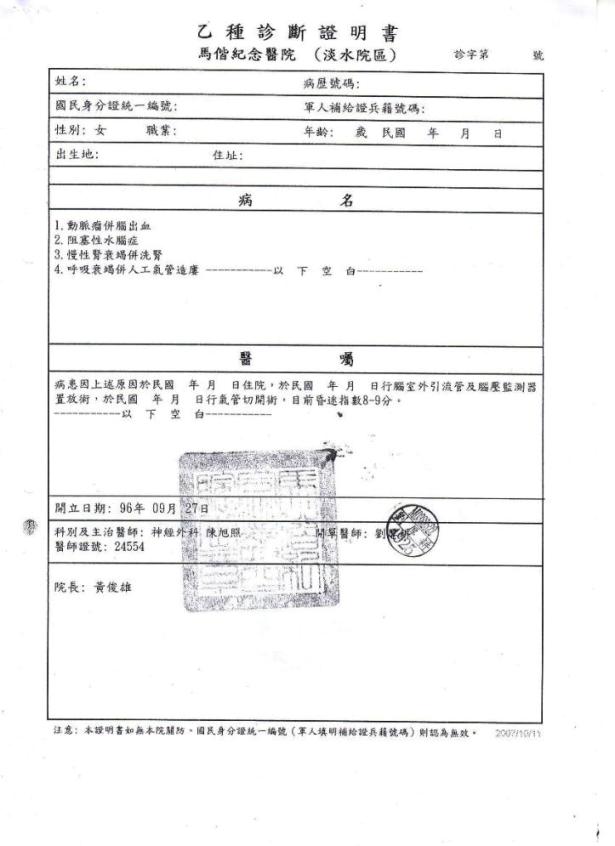 乙種診斷證明書
馬偕紀念醫院 (淡水院區) 診字第 號
姓名: 病歷號碼:
國民身分證統一編號: 軍人補給證兵籍號碼:
性別: 女 職業: 年齡: 歲 民國 年 月 日
出生地: 住址:
病 名
1.動脈瘤併腦出血
2.阻塞性水腦症
3.慢性腎衰竭併洗腎
4.呼吸衰竭併人工氣管造廔 -----------以 下 空 白-----------
醫 囑
病患因上述原因於民國 年 月 日住院,於民國 年 月 日行腦室外引流管及腦壓監測器
置放術,於民國 年 月 日行氣管切開術,目前昏迷指數8-9分。
-----------以 下 空 白-----------
開立日期: 96年 09月 27日
科別及主治醫師: 神經外科 陳旭照 開單醫師: 劉
醫師證號: 24554
院長: 黃俊雄
注意: 本證明書如無本院關防、國民身分證統一編號(軍人填明補給證兵籍號碼)則認為無效。 2007/10/11